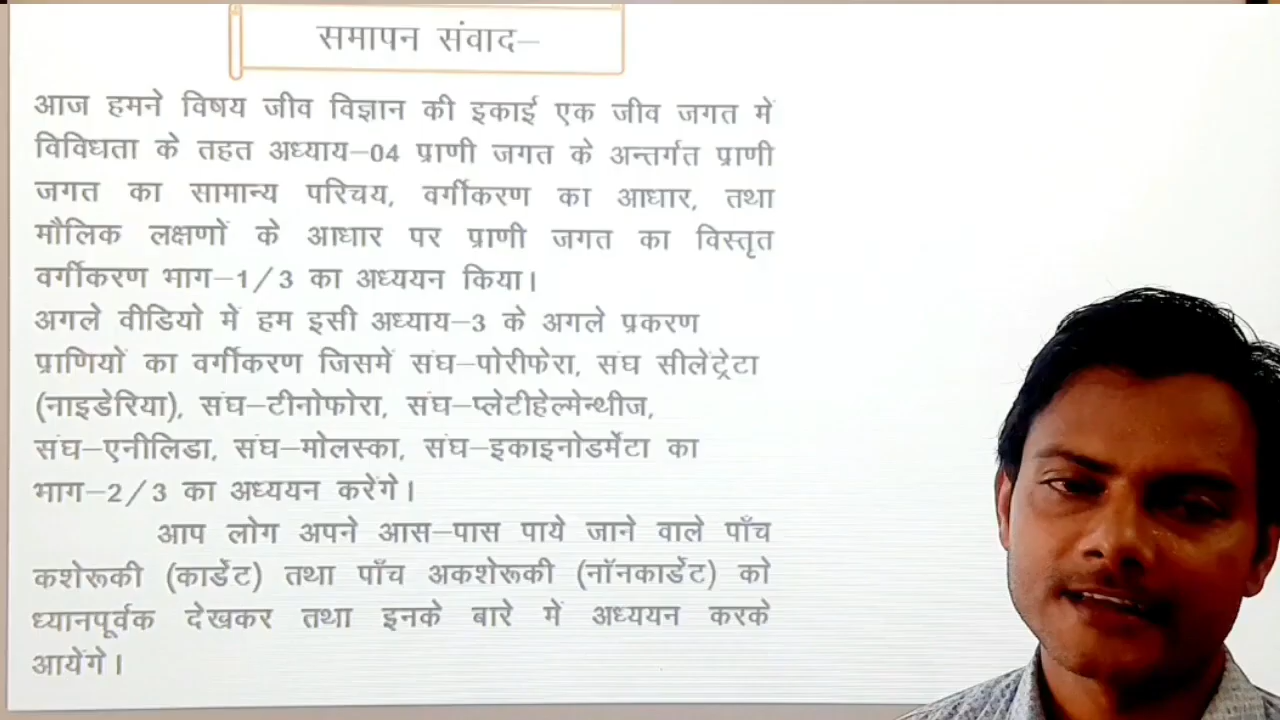 समापन संवाद–
आज हमने विषय जीव विज्ञान की इकाई एक जीव जगत में
विविधता के तहत अध्याय–04 प्राणी जगत के अन्तर्गत प्राणी
जगत का सामान्य परिचय, वर्गीकरण का आधार, तथा
मौलिक लक्षणों के आधार पर प्राणी जगत का विस्तृत
वर्गीकरण भाग–1/3 का अध्ययन किया।
अगले वीडियो में हम इसी अध्याय–3 के अगले प्रकरण
प्राणियों का वर्गीकरण जिसमें संघ–पोरीफेरा, संघ सीलेंट्रेटा
(नाइडेरिया), संघ–टीनोफोरा, संघ–प्लेटीहेल्मेन्थीज,
संघ–एनीलिडा, संघ–मोलस्का, संघ–इकाइनोडर्मेटा का
भाग–2/3 का अध्ययन करेंगे।
आप लोग अपने आस–पास पाये जाने वाले पाँच
कशेरूकी (कार्डेट) तथा पाँच अकशेरूकी (नॉनकार्डेट) को
ध्यानपूर्वक देखकर तथा इनके बारे में अध्ययन करके
आयेंगे।